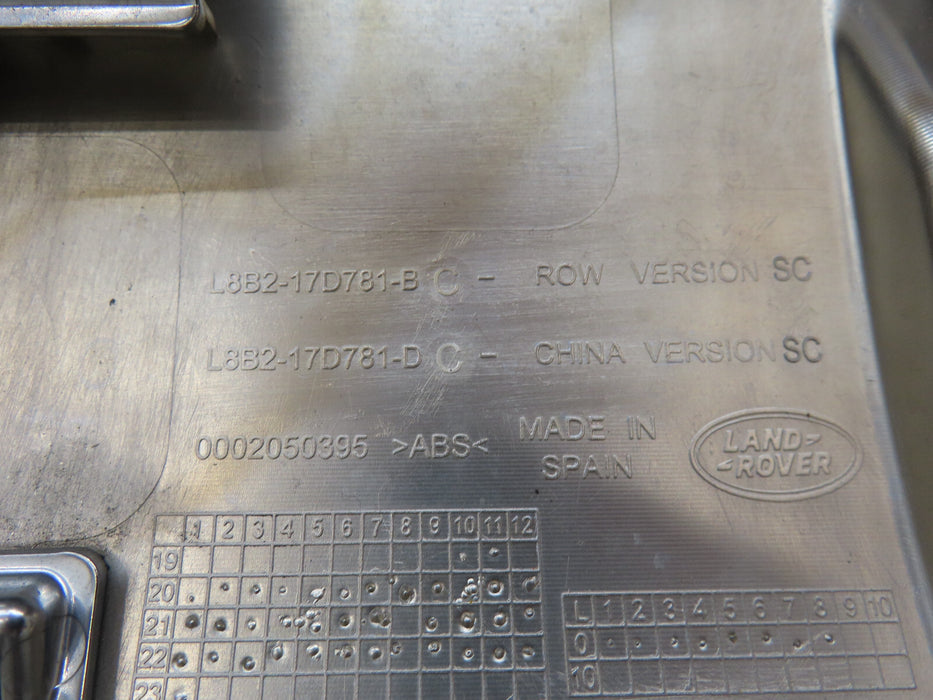 L8B2-17D781-B C - ROW VERSION SC
L8B2-17D781-D C - CHINA VERSION SC
0002050395 >ABS< MADE IN
SPAIN
LAND
ROVER
1 2 3 4 5 6 7 8 9 10 11 12
19
20
21
22
23
L 1 2 3 4 5 6 7 8 9 10
0
10